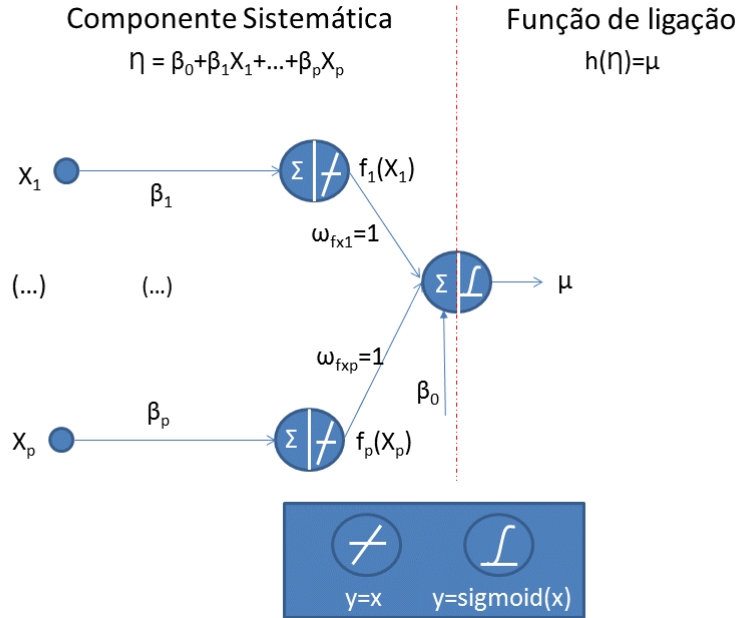 Componente Sistemática
Função de ligação
Ƞ = β₀+β₁X₁+...+βₚXₚ
h(Ƞ)=μ
X₁
β₁
Σ
f₁(X₁)
ωfx1=1
(...)
(...)
Σ
μ
ωfxp=1
β₀
Xₚ
βₚ
Σ
fₚ(Xₚ)
y=x
y=sigmoid(x)